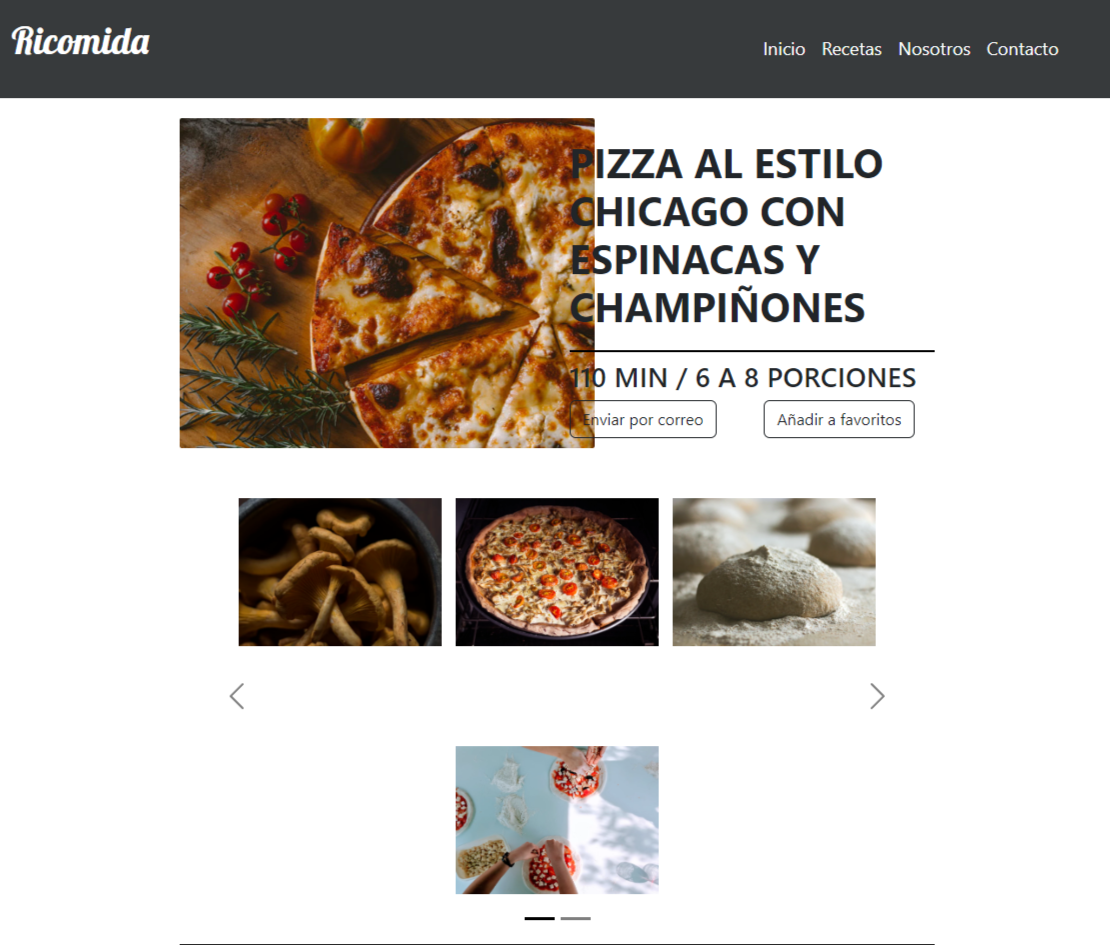 Ricomida
Inicio Recetas Nosotros Contacto
PIZZA AL ESTILO
CHICAGO CON
ESPINACAS Y
CHAMPIÑONES
110 MIN / 6 A 8 PORCIONES
Enviar por correo
Añadir a favoritos